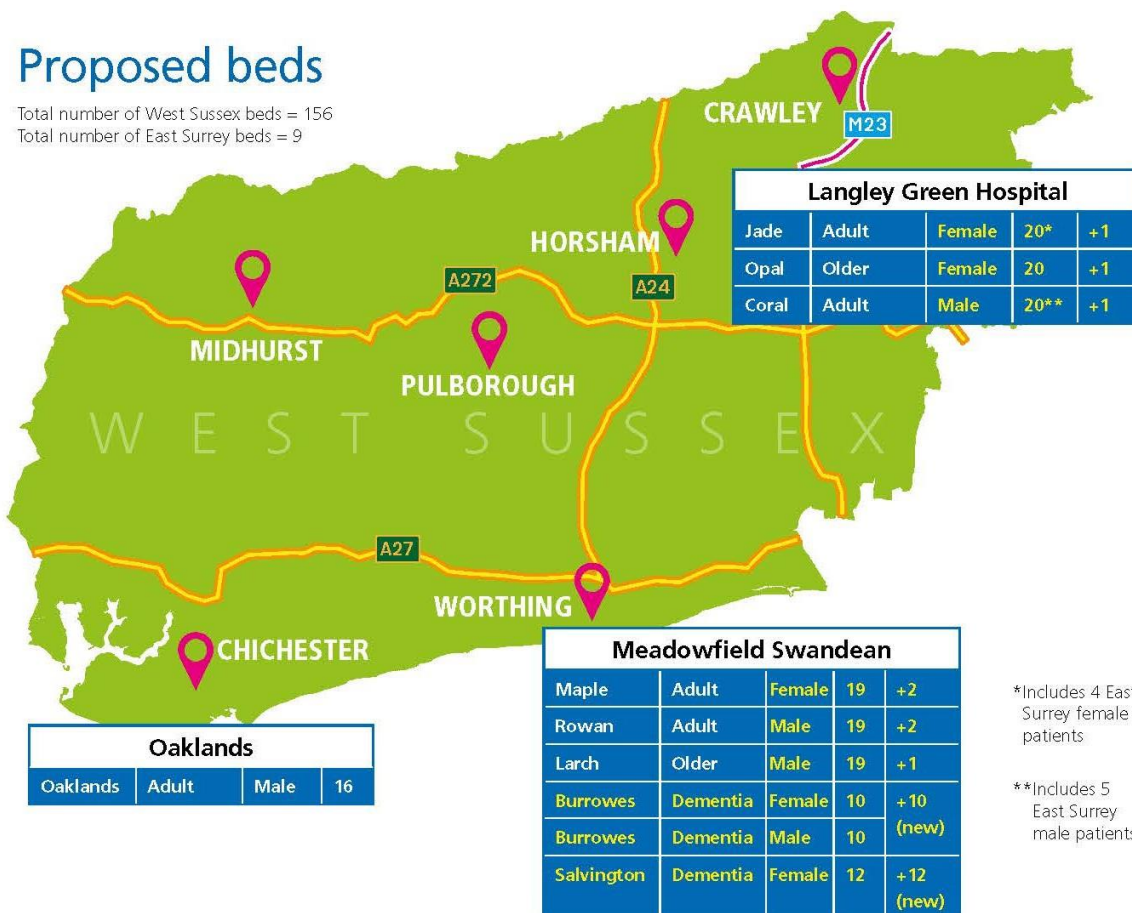 Proposed beds
Total number of West Sussex beds = 156
Total number of East Surrey beds = 9
CRAWLEY
M23
Langley Green Hospital
Jade Adult Female 20* +1
Opal Older Female 20 +1
Coral Adult Male 20** +1
HORSHAM
A272
A24
MIDHURST
PULBOROUGH
WEST SUSSEX
A27
WORTHING
CHICHESTER
Meadowfield Swandean
Maple Adult Female 19 +2
Rowan Adult Male 19 +2
Larch Older Male 19 +1
Burrowes Dementia Female 10 +10
(new)
Burrowes Dementia Male 10
Salvington Dementia Female 12 +12
(new)
Oaklands
Oaklands Adult Male 16
*Includes 4 East
Surrey female
patients
**Includes 5
East Surrey
male patients